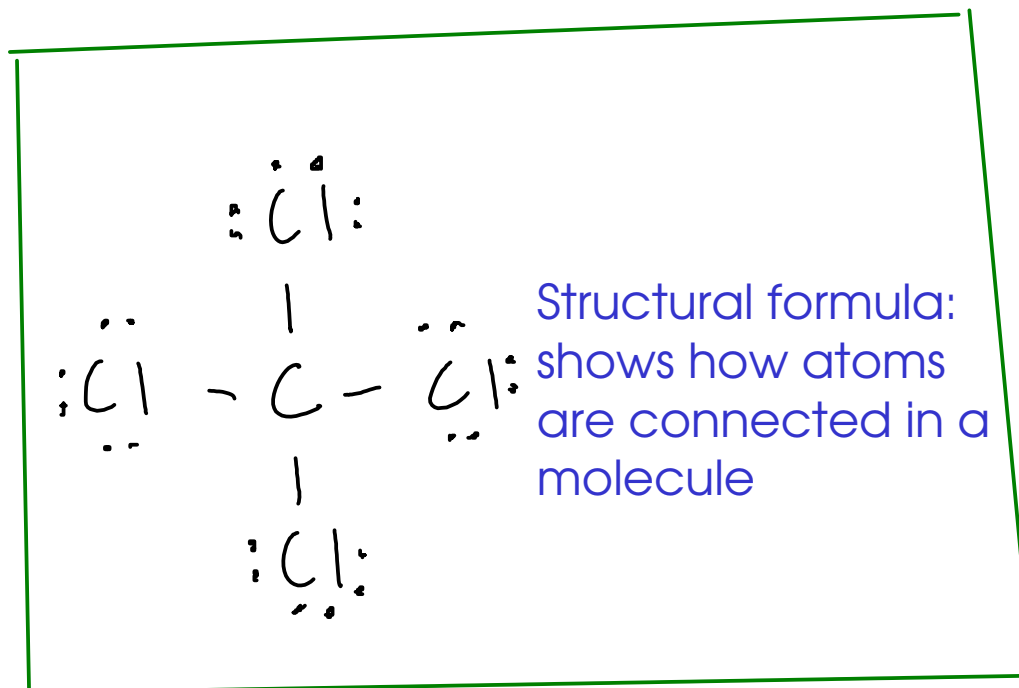 Cl
Cl - C - Cl
Cl
Structural formula:
shows how atoms
are connected in a
molecule